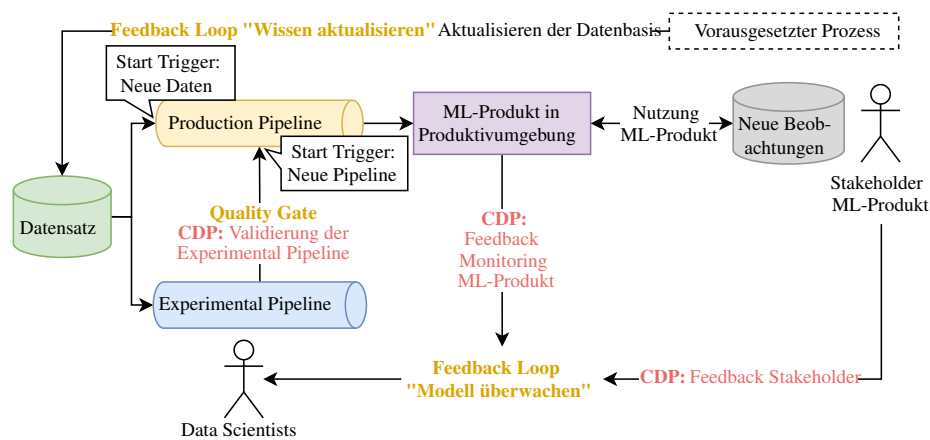 Feedback Loop "Wissen aktualisieren" Aktualisieren der Datenbasis
Vorausgesetzter Prozess
Start Trigger:
Neue Daten
Production Pipeline
ML-Produkt in
Produktivumgebung
Nutzung
ML-Produkt
Neue Beob-
achtungen
Start Trigger:
Neue Pipeline
Stakeholder
ML-Produkt
Datensatz
Quality Gate
CDP: Validierung der
Experimental Pipeline
CDP:
Feedback
Monitoring
ML-Produkt
Experimental Pipeline
Feedback Loop
"Modell überwachen"
CDP: Feedback Stakeholder
Data Scientists